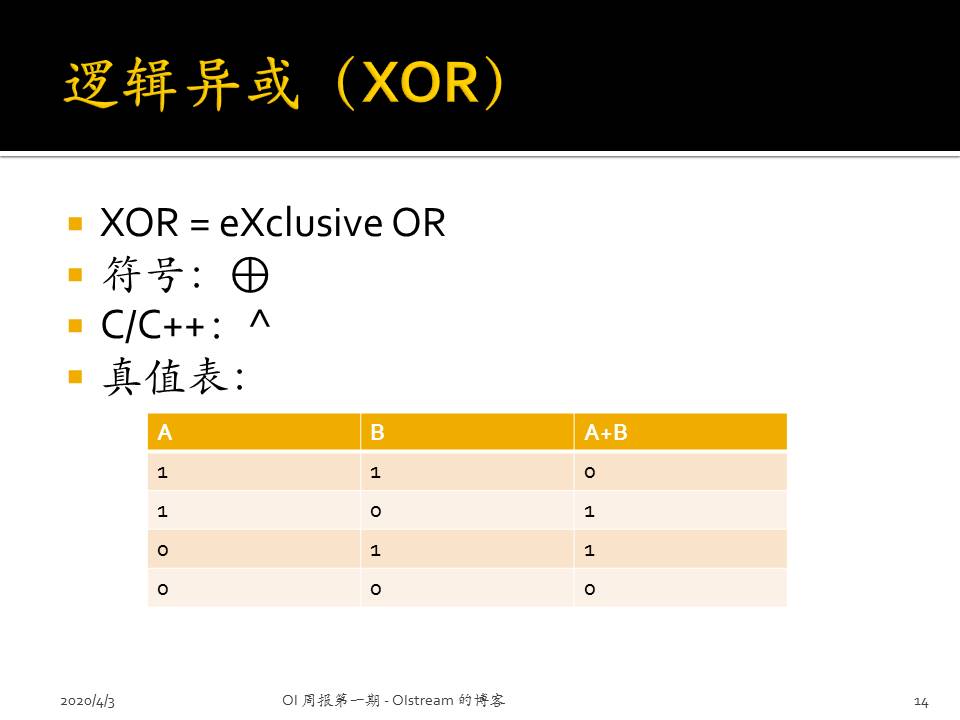 逻辑异或（XOR）
XOR = eXclusive OR
符号：⊕
C/C++：^
真值表：
A B A+B
1 1 0
1 0 1
0 1 1
0 0 0
2020/4/3 OI 周报第一期 - OIstream 的博客 14